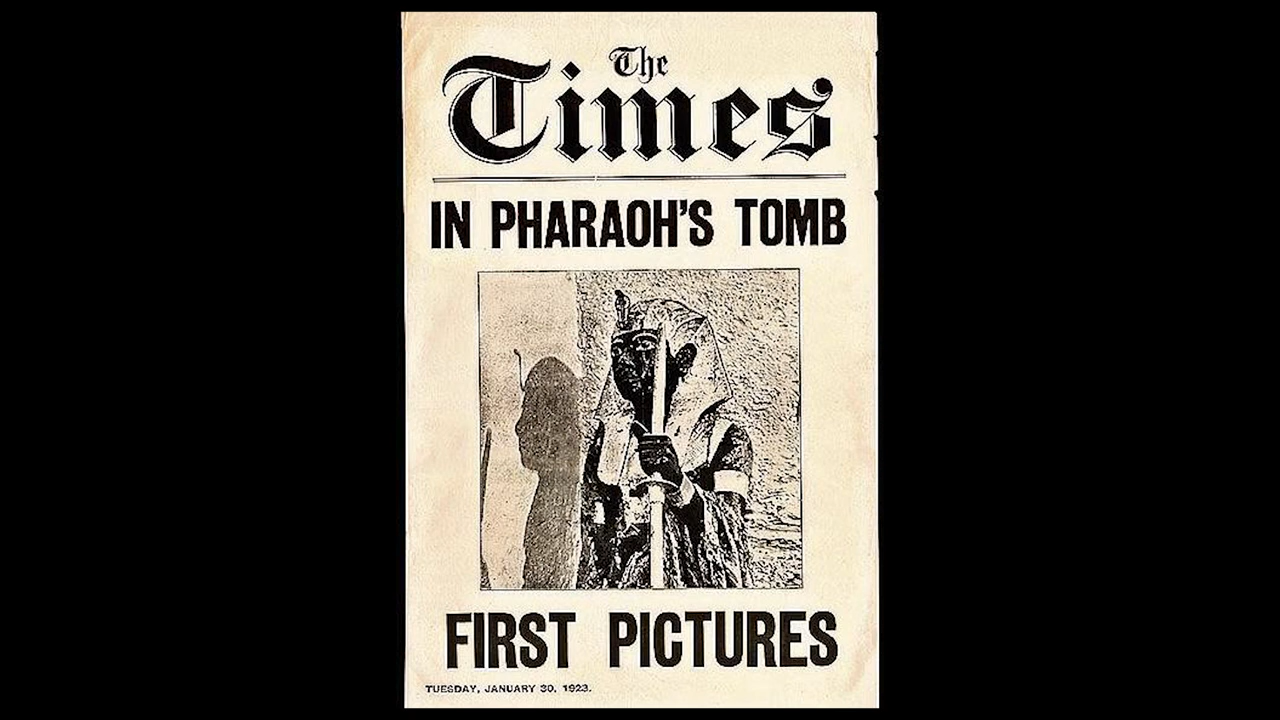 The
Times
IN PHARAOH'S TOMB
FIRST PICTURES
TUESDAY, JANUARY 30, 1923.